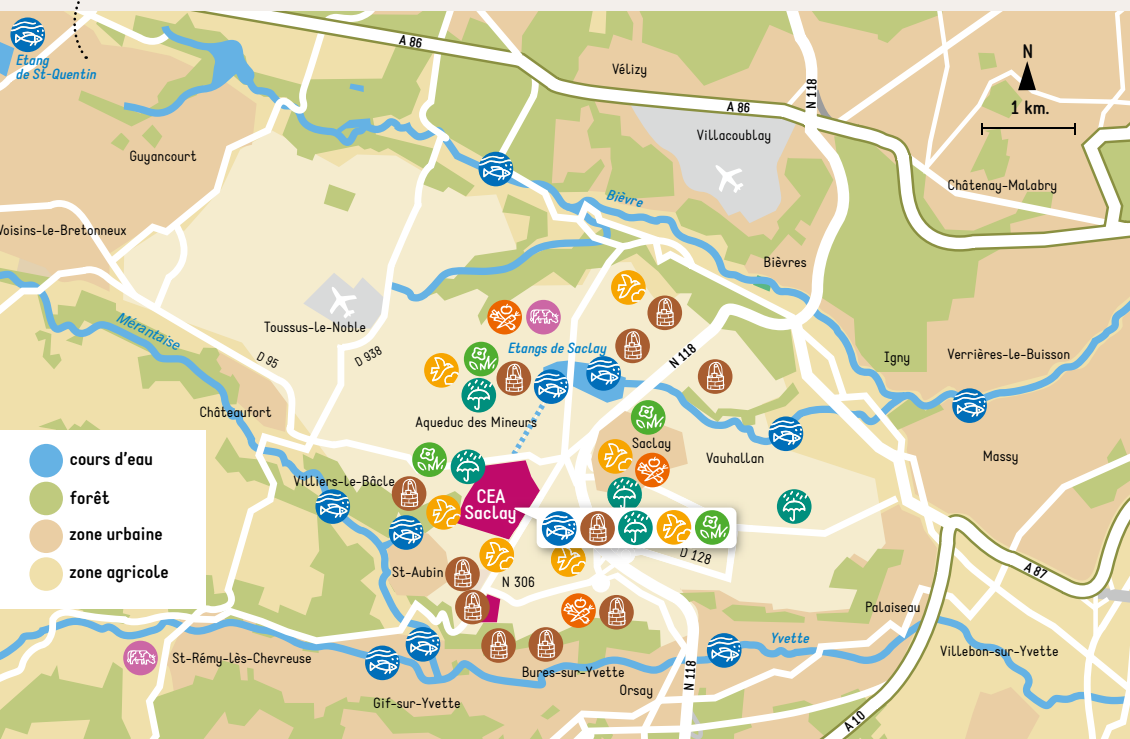 Etang
de St-Quentin
A 86
Vélizy
N 118
N
1 km.
A 86
Villacoublay
Guyancourt
Châtenay-Malabry
Bièvre
Voisins-le-Bretonneux
Bièvres
Mérantaise
Toussus-le-Noble
D 95
D 938
Etangs de Saclay
N 118
Igny
Verrières-le-Buisson
Châteaufort
Aqueduc des Mineurs
Saclay
Vauhallan
Massy
cours d'eau
forêt
zone urbaine
zone agricole
Villiers-le-Bâcle
CEA
Saclay
D 128
St-Aubin
N 306
A 87
Palaiseau
Yvette
St-Rémy-lès-Chevreuse
Villebon-sur-Yvette
Bures-sur-Yvette
N 118
Orsay
Gif-sur-Yvette
A 10